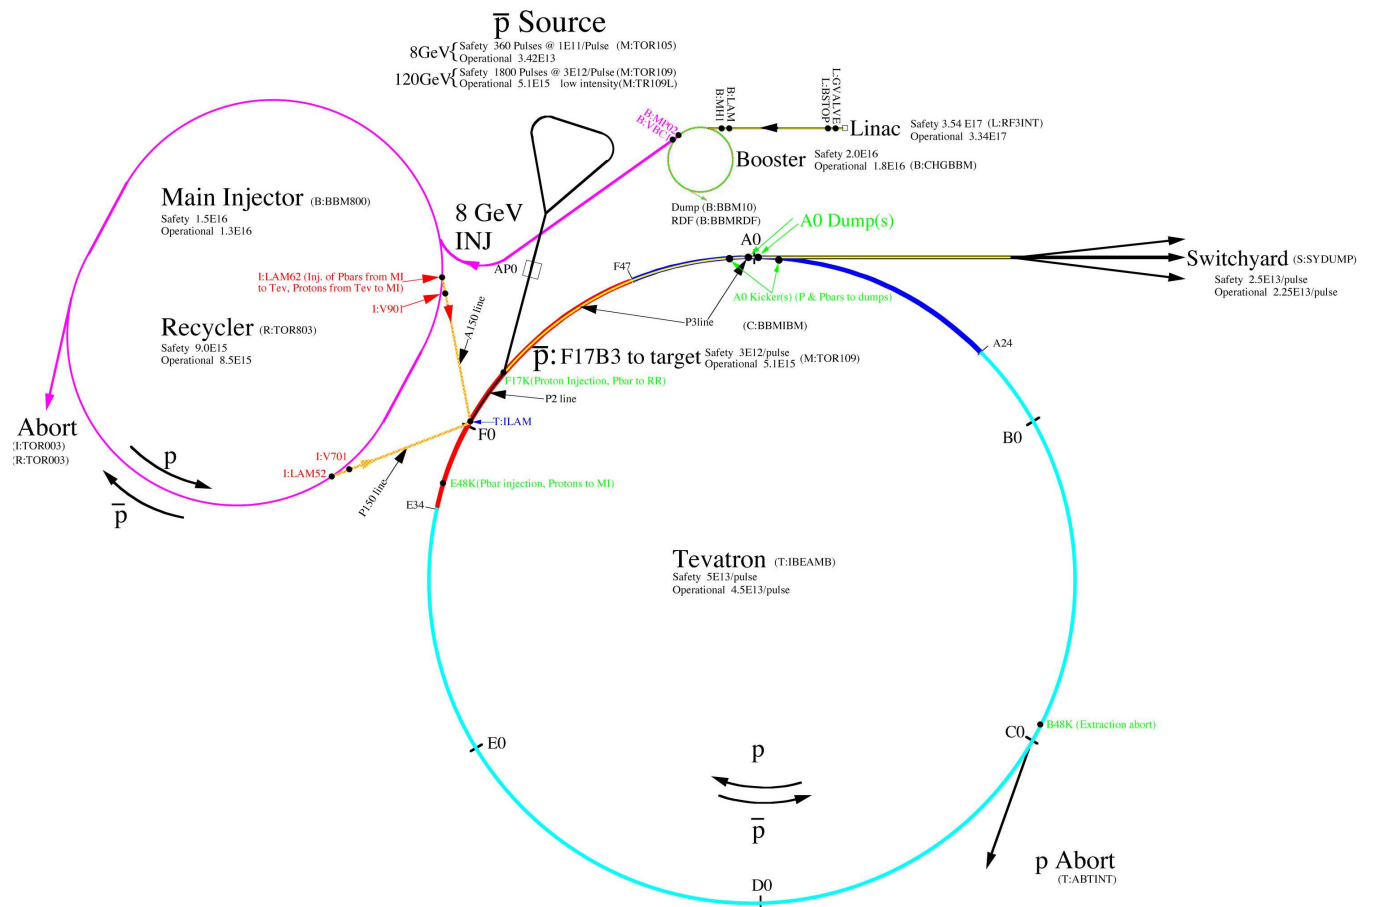 p̅ Source
8GeV{ Safety 360 Pulses @ 1E11/Pulse (M:TOR105)
Operational 3.42E13
120GeV{ Safety 1800 Pulses @ 3E12/Pulse (M:TOR109)
Operational 5.1E15 low intensity(M:TR109L)
L:GVALVE
L:BSTOP
B:LAM
B:MH1
B:MP02
B:VBC1
Linac
Safety 3.54 E17 (L:RF3INT)
Operational 3.34E17
Booster
Safety 2.0E16
Operational 1.8E16 (B:CHGBBM)
Dump (B:BBM10)
RDF (B:BBMRDF)
Main Injector (B:BBM800)
Safety 1.5E16
Operational 1.3E16
8 GeV
INJ
AP0
A0 Dump(s)
A0
F47
Switchyard (S:SYDUMP)
Safety 2.5E13/pulse
Operational 2.25E13/pulse
I:LAM62 (Inj. of Pbars from MI
to Tev, Protons from Tev to MI)
I:V901
A0 Kicker(s) (P & Pbars to dumps)
P3line
(C:BBMIBM)
A150 line
Recycler (R:TOR803)
Safety 9.0E15
Operational 8.5E15
A24
p̅: F17B3 to target Safety 3E12/pulse
Operational 5.1E15 (M:TOR109)
F17K(Proton Injection, Pbar to RR)
P2 line
T:ILAM
F0
B0
Abort
(I:TOR003)
(R:TOR003)
p
p̅
I:V701
I:LAM52
P150 line
E48K(Pbar injection, Protons to MI)
E34
Tevatron (T:IBEAMB)
Safety 5E13/pulse
Operational 4.5E13/pulse
B48K (Extraction abort)
C0
E0
p
p̅
p Abort
(T:ABTINT)
D0